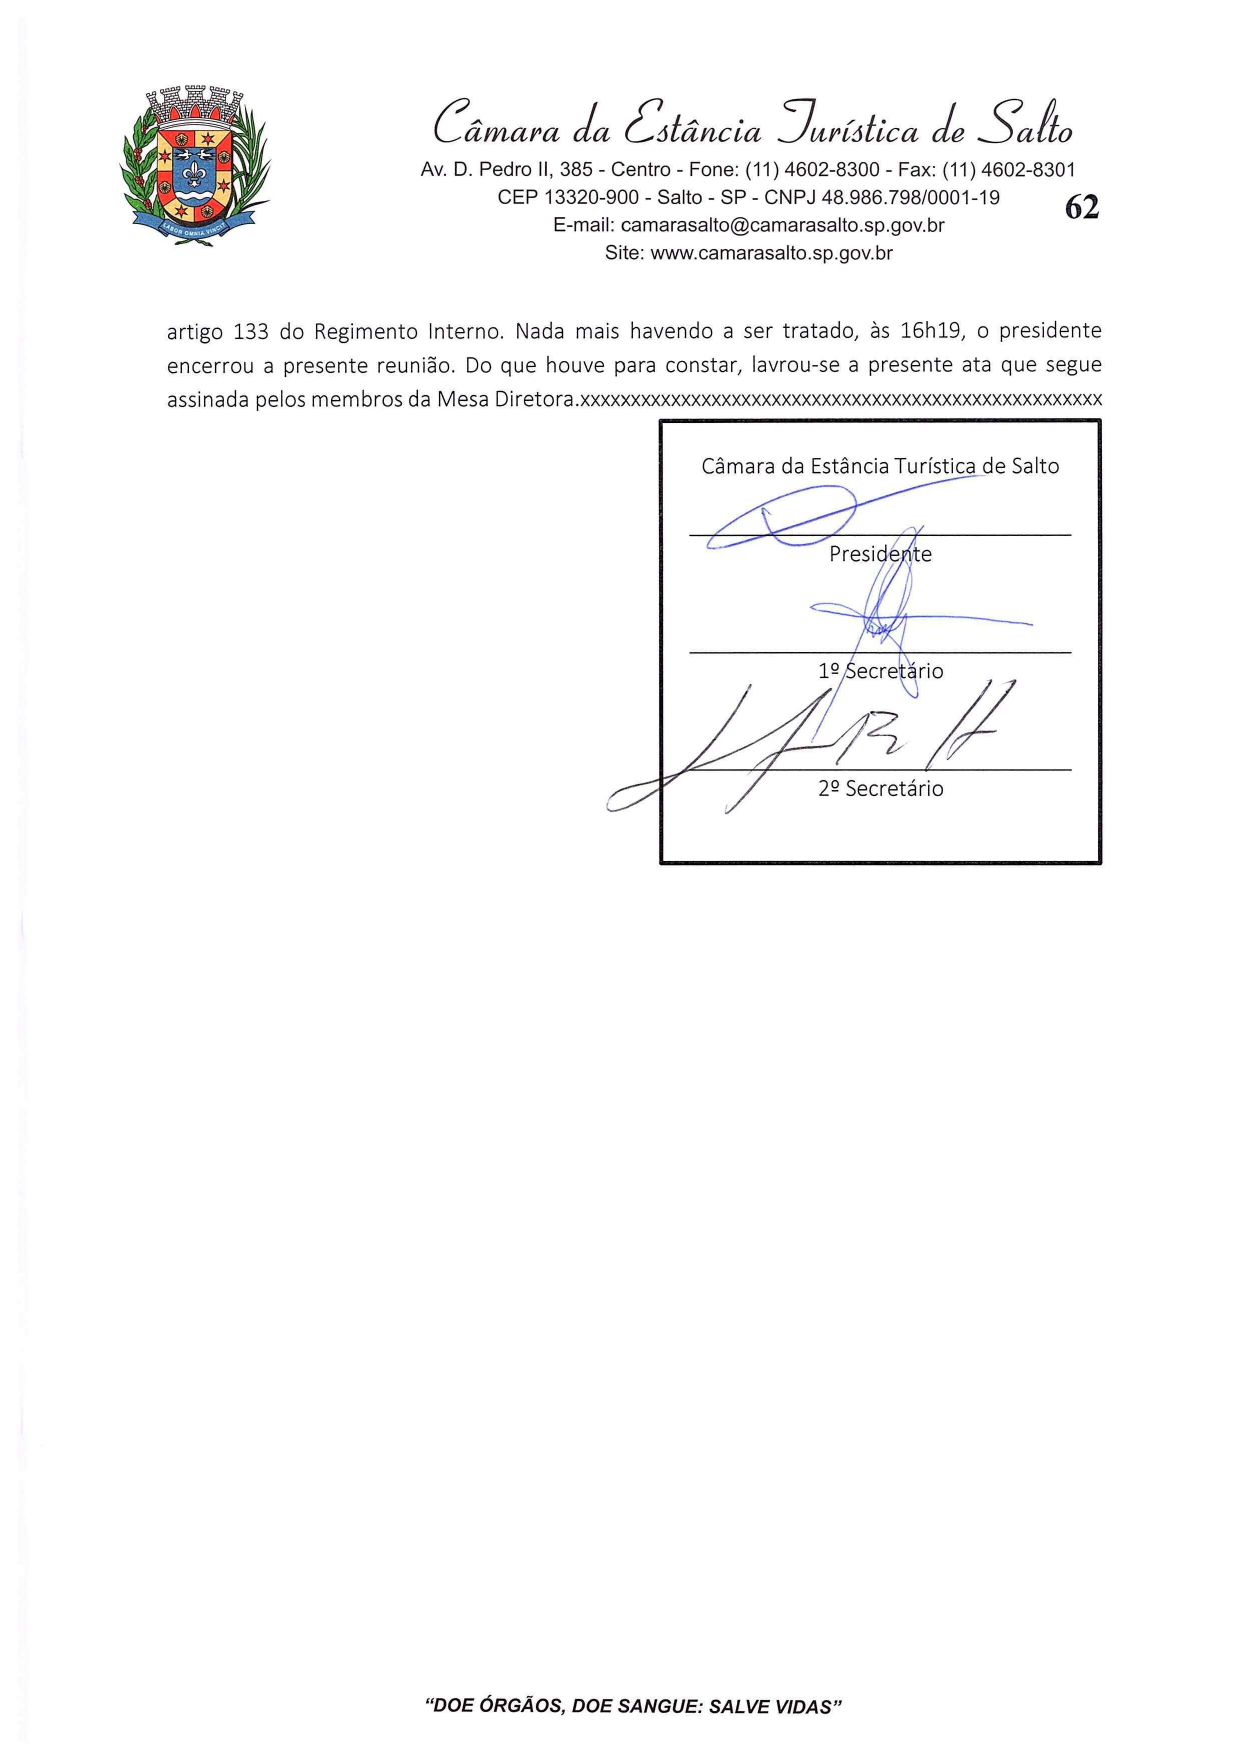 Câmara da Estância Turística de Salto
Av. D. Pedro II, 385 - Centro - Fone: (11) 4602-8300 - Fax: (11) 4602-8301
CEP 13320-900 - Salto - SP - CNPJ 48.986.798/0001-19
62
E-mail: camarasalto@camarasalto.sp.gov.br
Site: www.camarasalto.sp.gov.br
LABOR OMNIA VINCIT
artigo 133 do Regimento Interno. Nada mais havendo a ser tratado, às 16h19, o presidente
encerrou a presente reunião. Do que houve para constar, lavrou-se a presente ata que segue
assinada pelos membros da Mesa Diretora.xxxxxxxxxxxxxxxxxxxxxxxxxxxxxxxxxxxxxxxxxxxxxxxxxxxx
Câmara da Estância Turística de Salto
Presidente
1º Secretário
2º Secretário
“DOE ÓRGÃOS, DOE SANGUE: SALVE VIDAS”